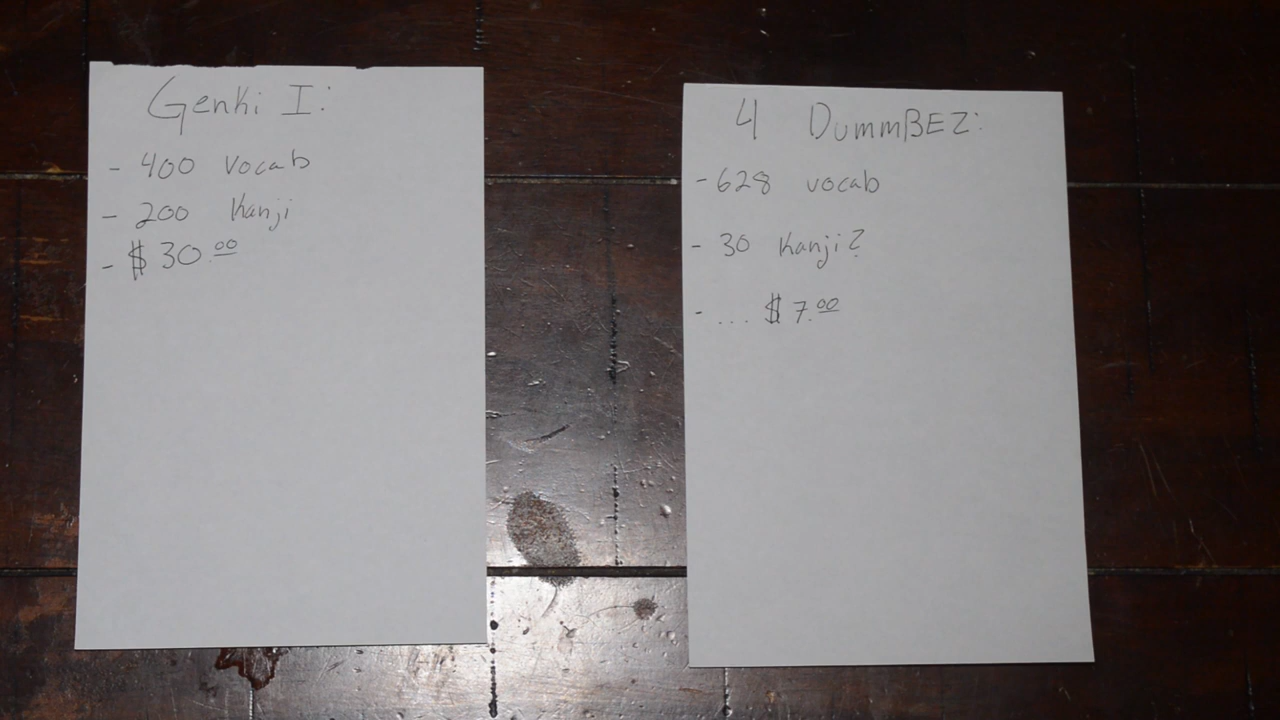 Genki I:
- 400 vocab
- 200 Kanji
- $30.00
4 DummBEZ:
- 628 vocab
- 30 Kanji?
- ... $7.00